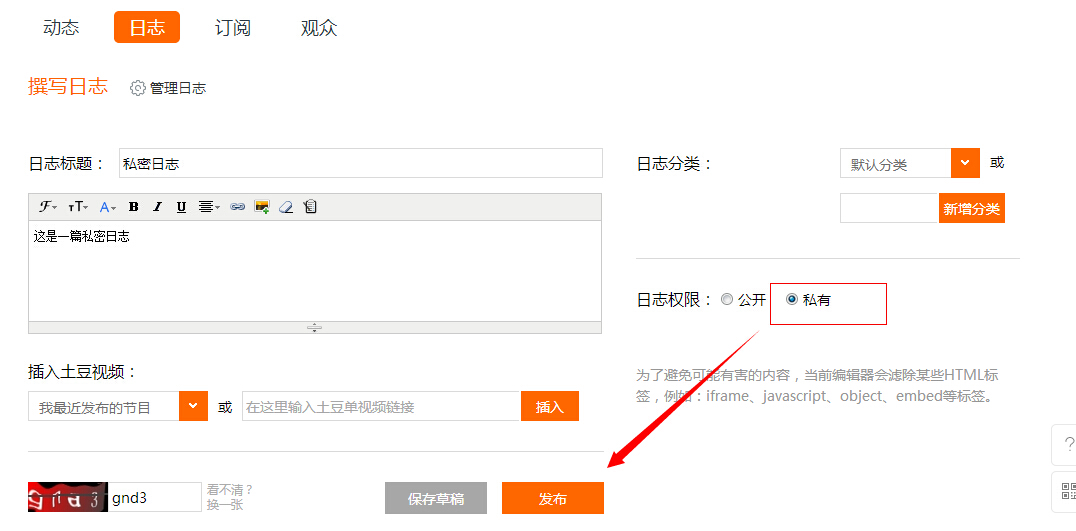 动态 日志 订阅 观众
撰写日志 管理日志
日志标题： 私密日志
这是一篇私密日志
插入土豆视频：
我最近发布的节目 或 在这里输入土豆单视频链接 插入
gnd3 看不清？
换一张
保存草稿 发布
日志分类： 默认分类 或
新增分类
日志权限： 公开 私有
为了避免可能有害的内容，当前编辑器会滤除某些HTML标
签，例如：iframe、javascript、object、embed等标签。
?